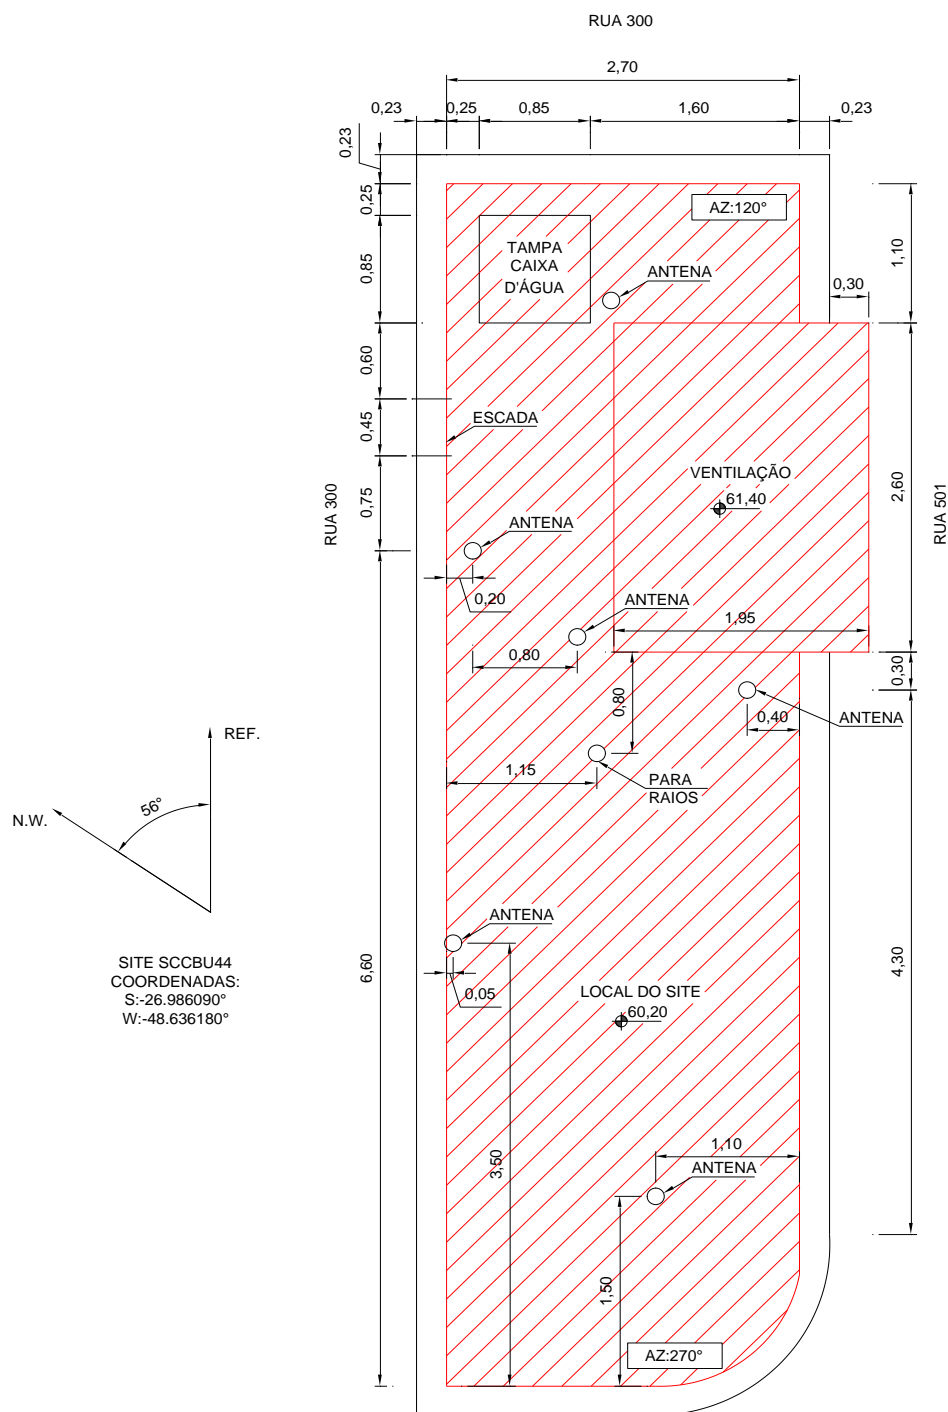 RUA 300
2,70
0,23
0,25
0,85
1,60
0,23
0,23
0,25
AZ:120°
0,85
TAMPA
CAIXA
D'ÁGUA
ANTENA
1,10
0,30
0,60
0,45
ESCADA
RUA 300
0,75
VENTILAÇÃO
61,40
2,60
RUA 501
ANTENA
0,20
ANTENA
1,95
0,80
0,80
0,30
0,40
ANTENA
REF.
1,15
PARA
RAIOS
56°
N.W.
ANTENA
SITE SCCBU44
COORDENADAS:
S:-26.986090°
W:-48.636180°
6,60
0,05
LOCAL DO SITE
60,20
4,30
3,50
1,10
ANTENA
1,50
AZ:270°